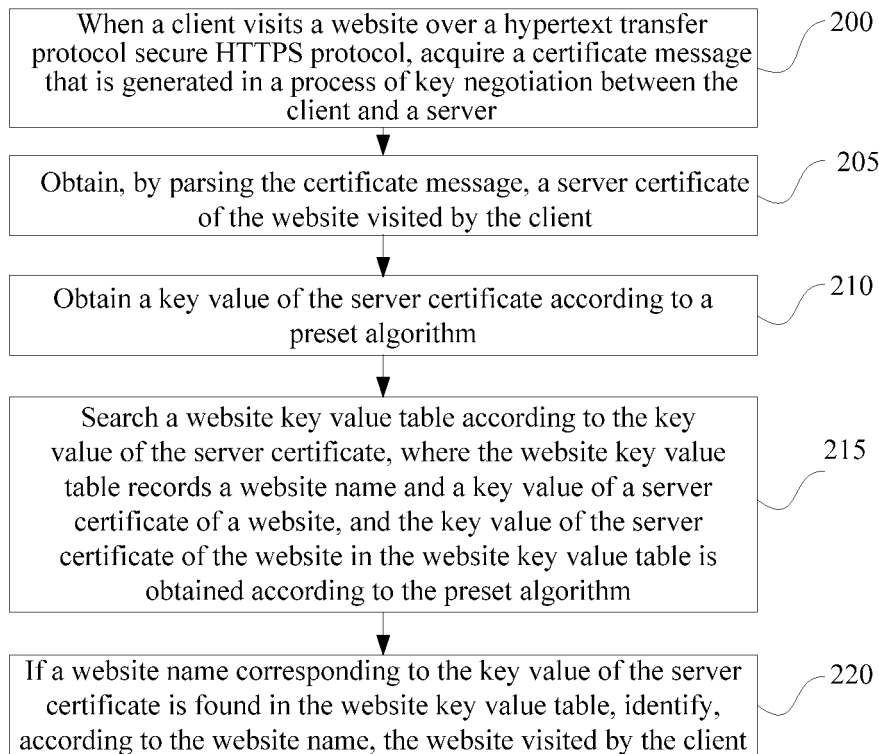 When a client visits a website over a hypertext transfer
protocol secure HTTPS protocol, acquire a certificate message
that is generated in a process of key negotiation between the
client and a server
200
Obtain, by parsing the certificate message, a server certificate
of the website visited by the client
205
Obtain a key value of the server certificate according to a
preset algorithm
210
Search a website key value table according to the key
value of the server certificate, where the website key value
table records a website name and a key value of a server
certificate of a website, and the key value of the server
certificate of the website in the website key value table is
obtained according to the preset algorithm
215
If a website name corresponding to the key value of the server
certificate is found in the website key value table, identify,
according to the website name, the website visited by the client
220